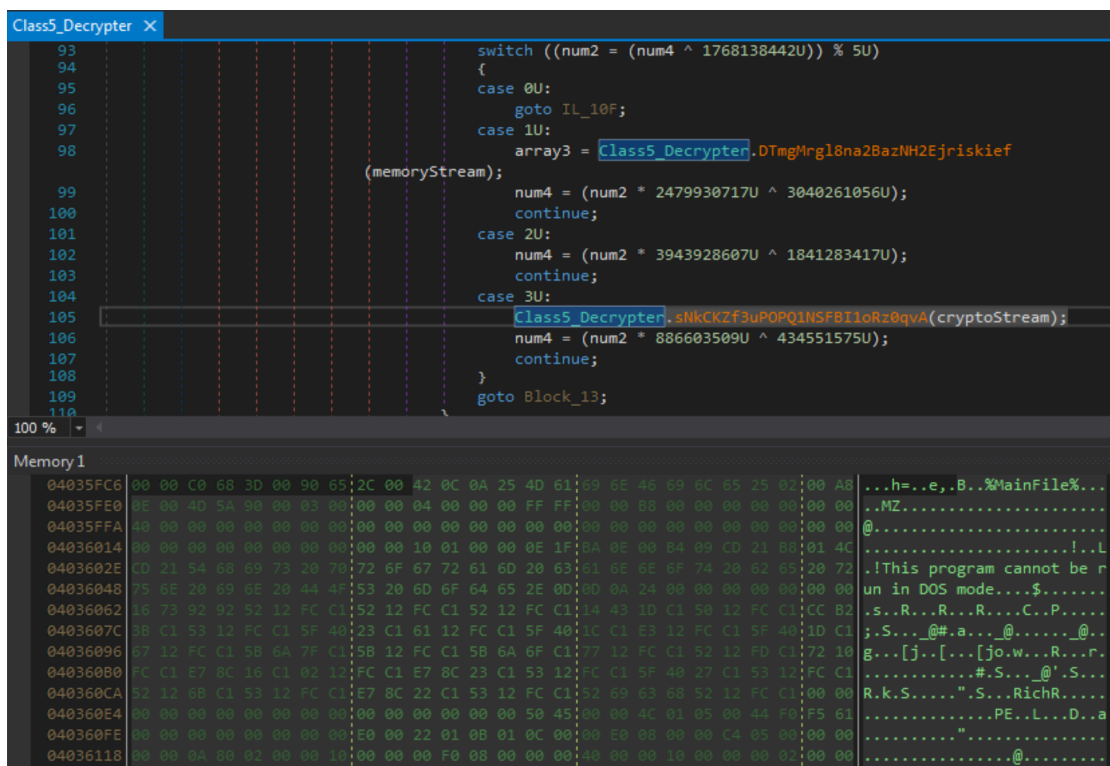 Class5_Decrypter ×
93 switch ((num2 = (num4 ^ 1768138442U)) % 5U)
94 {
95 case 0U:
96 goto IL_10F;
97 case 1U:
98 array3 = Class5_Decrypter.DTmgMrgl8na2BazNH2Ejriskief
(memoryStream);
99 num4 = (num2 * 2479930717U ^ 3040261056U);
100 continue;
101 case 2U:
102 num4 = (num2 * 3943928607U ^ 1841283417U);
103 continue;
104 case 3U:
105 Class5_Decrypter.sNkCKZf3uPOPQ1NSFBI1oRz0qvA(cryptoStream);
106 num4 = (num2 * 886603509U ^ 434551575U);
107 continue;
108 }
109 goto Block_13;
110 }
100 %
Memory 1
04035FC6 00 00 C0 68 3D 00 90 65 2C 00 42 0C 0A 25 4D 61 69 6E 46 69 6C 65 25 02 00 A8 ...h=..e,.B..%MainFile%...
04035FE0 0E 00 4D 5A 90 00 03 00 00 00 04 00 00 00 FF FF 00 00 B8 00 00 00 00 00 00 00 ..MZ......................
04035FFA 40 00 00 00 00 00 00 00 00 00 00 00 00 00 00 00 00 00 00 00 00 00 00 00 00 00 @.........................
04036014 00 00 00 00 00 00 00 00 00 00 10 01 00 00 0E 1F BA 0E 00 B4 09 CD 21 B8 01 4C ......................!..L
0403602E CD 21 54 68 69 73 20 70 72 6F 67 72 61 6D 20 63 61 6E 6E 6F 74 20 62 65 20 72 .!This program cannot be r
04036048 75 6E 20 69 6E 20 44 4F 53 20 6D 6F 64 65 2E 0D 0D 0A 24 00 00 00 00 00 00 00 un in DOS mode....$.......
04036062 16 73 92 92 52 12 FC C1 52 12 FC C1 52 12 FC C1 14 43 1D C1 50 12 FC C1 CC B2 .s..R...R...R....C..P.....
0403607C 3B C1 53 12 FC C1 5F 40 23 C1 61 12 FC C1 5F 40 1C C1 E3 12 FC C1 5F 40 1D C1 ;.S..._@#.a..._@......_@..
04036096 67 12 FC C1 5B 6A 7F C1 5B 12 FC C1 5B 6A 6F C1 77 12 FC C1 52 12 FD C1 72 10 g...[j..[...[jo.w...R...r.
040360B0 FC C1 E7 8C 16 C1 02 12 FC C1 E7 8C 23 C1 53 12 FC C1 5F 40 27 C1 53 12 FC C1 ............#.S..._@'.S...
040360CA 52 12 6B C1 53 12 FC C1 E7 8C 22 C1 53 12 FC C1 52 69 63 68 52 12 FC C1 00 00 R.k.S.....".S...RichR.....
040360E4 00 00 00 00 00 00 00 00 00 00 00 00 00 00 50 45 00 00 4C 01 05 00 44 F0 F5 61 ..............PE..L...D..a
040360FE 00 00 00 00 00 00 00 00 E0 00 22 01 0B 01 0C 00 00 E0 08 00 00 C4 05 00 00 00 .........."...............
04036118 00 00 0A 80 02 00 00 10 00 00 00 F0 08 00 00 00 40 00 00 10 00 00 00 02 00 00 ................@.........